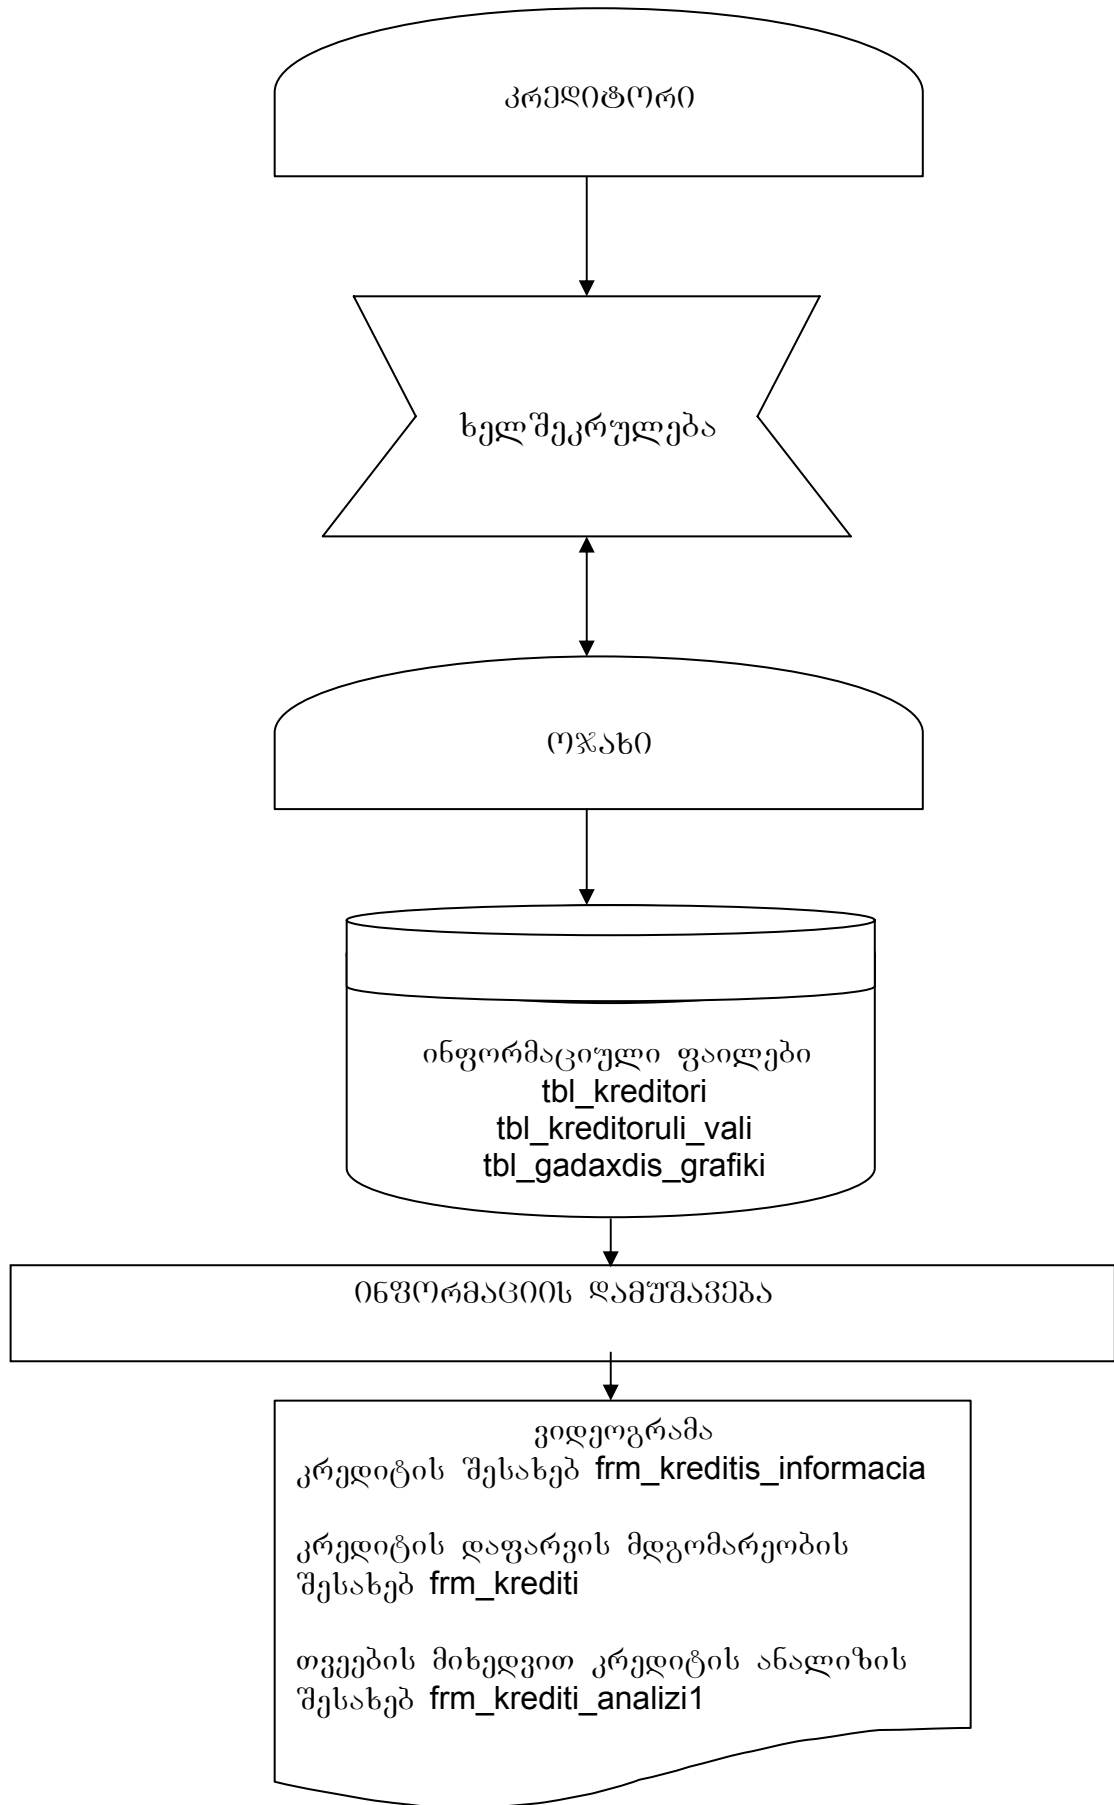 კრედიტორი
ხელშეკრულება
ოჯახი
ინფორმაციული ფაილები
tbl_kreditori
tbl_kreditoruli_vali
tbl_gadaxdis_grafiki
ინფორმაციის დამუშავება
ვიდეოგრამა
კრედიტის შესახებ frm_kreditis_informacia
კრედიტის დაფარვის მდგომარეობის
შესახებ frm_krediti
თვეების მიხედვით კრედიტის ანალიზის
შესახებ frm_krediti_analizi1